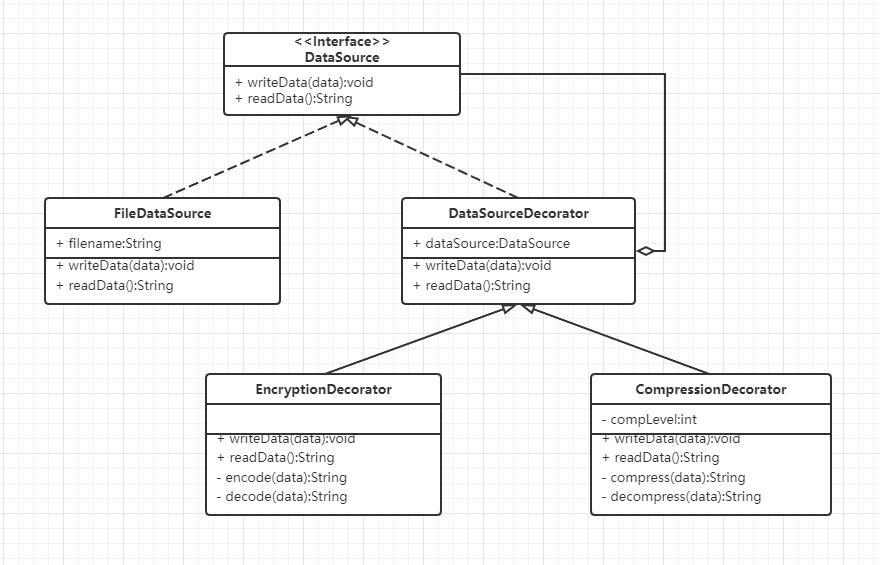 <<Interface>>
DataSource
+ writeData(data):void
+ readData():String
FileDataSource
+ filename:String
+ writeData(data):void
+ readData():String
DataSourceDecorator
+ dataSource:DataSource
+ writeData(data):void
+ readData():String
EncryptionDecorator
+ writeData(data):void
+ readData():String
- encode(data):String
- decode(data):String
CompressionDecorator
- compLevel:int
+ writeData(data):void
+ readData():String
- compress(data):String
- decompress(data):String